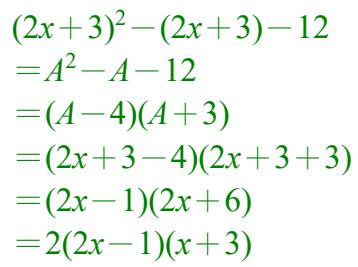 (2x+3)²−(2x+3)−12
=A²−A−12
=(A−4)(A+3)
=(2x+3−4)(2x+3+3)
=(2x−1)(2x+6)
=2(2x−1)(x+3)